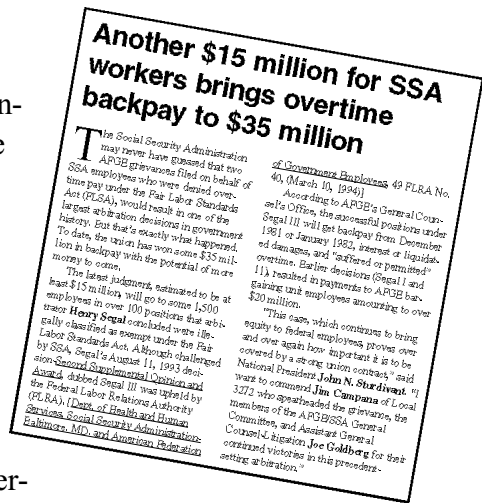 n-
e
er-
Another $15 million for SSA
workers brings overtime
backpay to $35 million
The Social Security Administration
may never have guessed that two
AFGE grievances filed on behalf of
SSA employees who were denied over-
time pay under the Fair Labor Standards
Act (FLSA), would result in one of the
largest arbitration decisions in government
history. But that's exactly what happened.
To date, the union has won some $35 mil-
lion in backpay with the potential of more
money to come.
The latest judgment, estimated to be at
least $15 million, will go to some 1,500
employees in over 100 positions that arbi-
trator Henry Segal concluded were ille-
gally classified as exempt under the Fair
Labor Standards Act. Although challenged
by SSA, Segal's August 11, 1993 deci-
sion-Second Supplemental Opinion and
Award, dubbed Segal III was upheld by
the Federal Labor Relations Authority
(FLRA). [Dept. of Health and Human
Services, Social Security Administration-
Baltimore, MD. and American Federation
of Government Employees, 49 FLRA No.
40, (March 10, 1994)]
According to AFGE's General Coun-
sel's Office, the successful positions under
Segal III will get backpay from December
1981 or January 1982, interest or liquidat-
ed damages, and "suffered or permitted"
overtime. Earlier decisions (Segal I and
11), resulted in payments to AFGE bar-
gaining unit employees amounting to over
$20 million.
"This case, which continues to bring
equity to federal employees, proves over
and over again how important it is to be
covered by a strong union contract," said
National President John N. Sturdivant. "I
want to commend Jim Campana of Local
3272 who spearheaded the grievance, the
members of the AFGE/SSA General
Committee, and Assistant General
Counsel-Litigation Joe Goldberg for their
continued victories in this precedent-
setting arbitration."